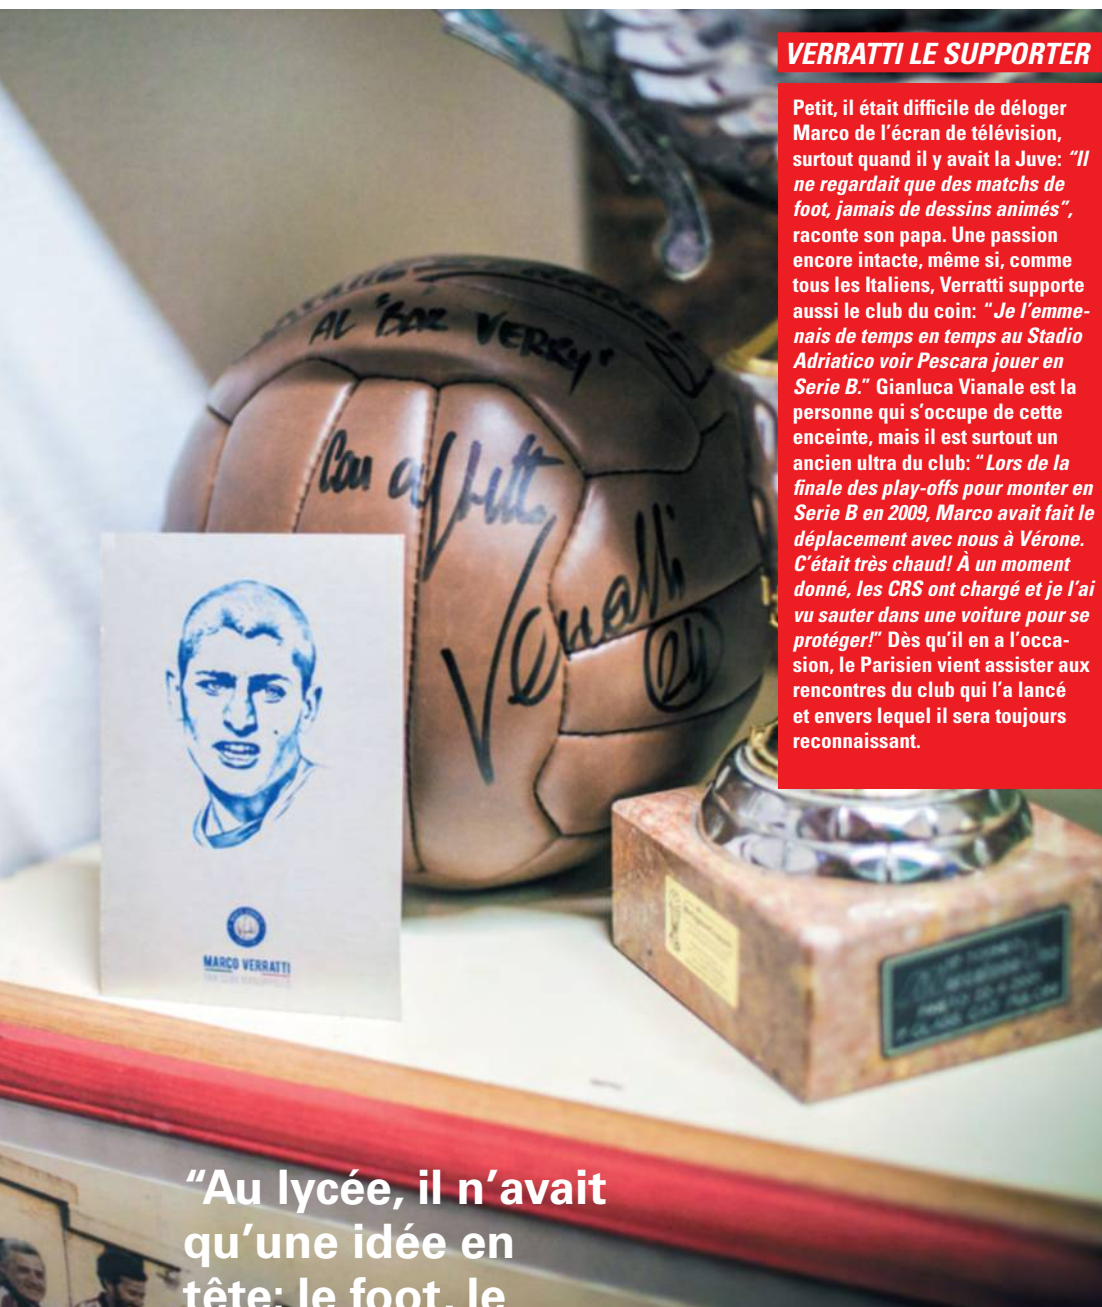 VERRATTI LE SUPPORTER
Petit, il était difficile de déloger
Marco de l'écran de télévision,
surtout quand il y avait la Juve: “Il
ne regardait que des matchs de
foot, jamais de dessins animés”,
raconte son papa. Une passion
encore intacte, même si, comme
tous les Italiens, Verratti supporte
aussi le club du coin: “Je l'emme-
nais de temps en temps au Stadio
Adriatico voir Pescara jouer en
Serie B.” Gianluca Vianale est la
personne qui s'occupe de cette
enceinte, mais il est surtout un
ancien ultra du club: “Lors de la
finale des play-offs pour monter en
Serie B en 2009, Marco avait fait le
déplacement avec nous à Vérone.
C'était très chaud! À un moment
donné, les CRS ont chargé et je l'ai
vu sauter dans une voiture pour se
protéger!” Dès qu'il en a l'occa-
sion, le Parisien vient assister aux
rencontres du club qui l'a lancé
et envers lequel il sera toujours
reconnaissant.
AL "BAR VERRY"
Con affetto
Verratti
24
MARCO VERRATTI
“Au lycée, il n'avait
qu'une idée en
tête: le foot, le